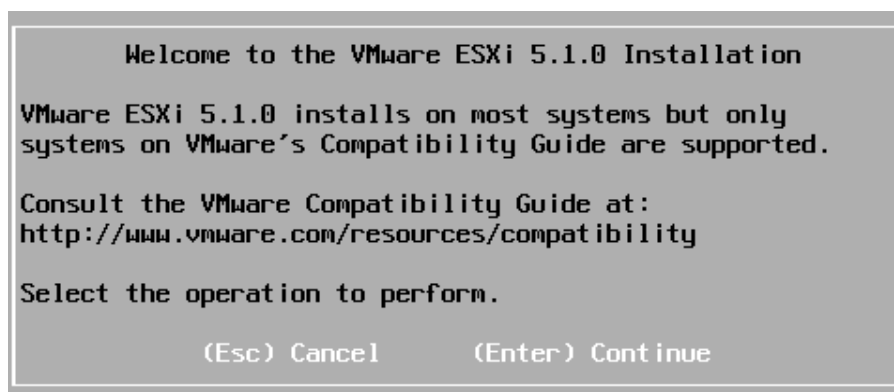 Welcome to the VMware ESXi 5.1.0 Installation
VMware ESXi 5.1.0 installs on most systems but only
systems on VMware's Compatibility Guide are supported.
Consult the VMware Compatibility Guide at:
http://www.vmware.com/resources/compatibility
Select the operation to perform.
(Esc) Cancel (Enter) Continue